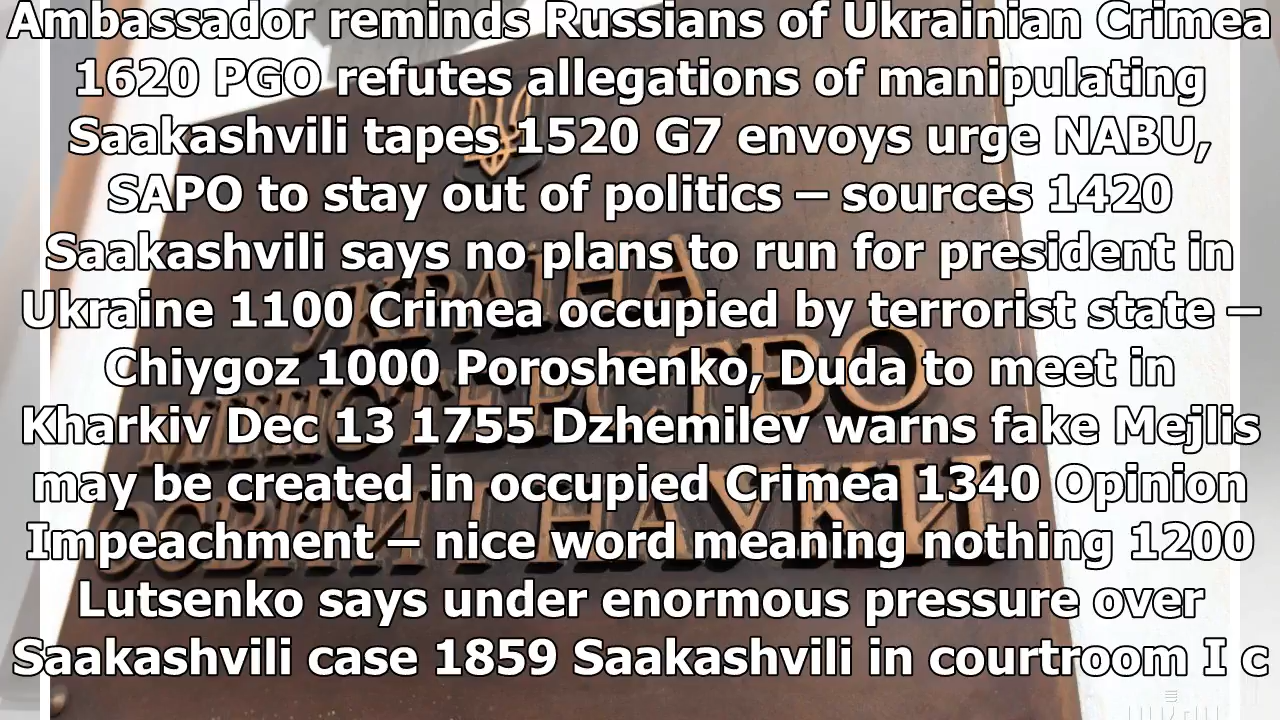 Ambassador reminds Russians of Ukrainian Crimea
1620 PGO refutes allegations of manipulating
Saakashvili tapes 1520 G7 envoys urge NABU,
SAPO to stay out of politics – sources 1420
Saakashvili says no plans to run for president in
Ukraine 1100 Crimea occupied by terrorist state –
Chiygoz 1000 Poroshenko, Duda to meet in
Kharkiv Dec 13 1755 Dzhemilev warns fake Mejlis
may be created in occupied Crimea 1340 Opinion
Impeachment – nice word meaning nothing 1200
Lutsenko says under enormous pressure over
Saakashvili case 1859 Saakashvili in courtroom I c
УКРАЇНА
МІНІСТЕРСТВО
ОСВІТИ І НАУКИ